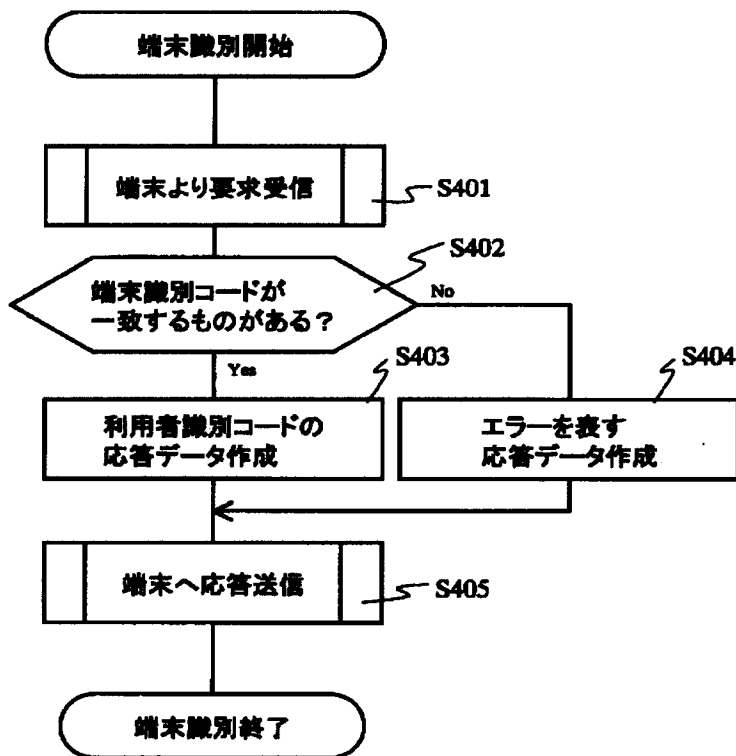 端末識別開始
端末より要求受信
S401
S402
端末識別コードが
一致するものがある？
No
Yes
S403
利用者識別コードの
応答データ作成
S404
エラーを表す
応答データ作成
端末へ応答送信
S405
端末識別終了